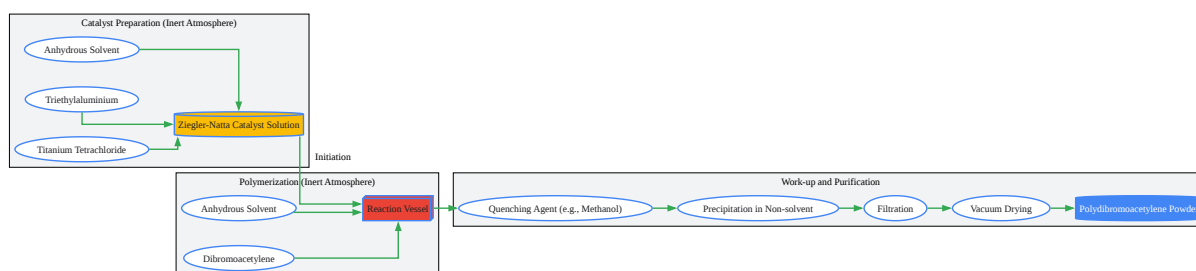 Catalyst Preparation (Inert Atmosphere)
Anhydrous Solvent
Triethylaluminium
Ziegler-Natta Catalyst Solution
Titanium Tetrachloride
Initiation
Polymerization (Inert Atmosphere)
Anhydrous Solvent
Reaction Vessel
Dibromoacetylene
Work-up and Purification
Quenching Agent (e.g., Methanol)
Precipitation in Non-solvent
Filtration
Vacuum Drying
Polydibromoacetylene Powder